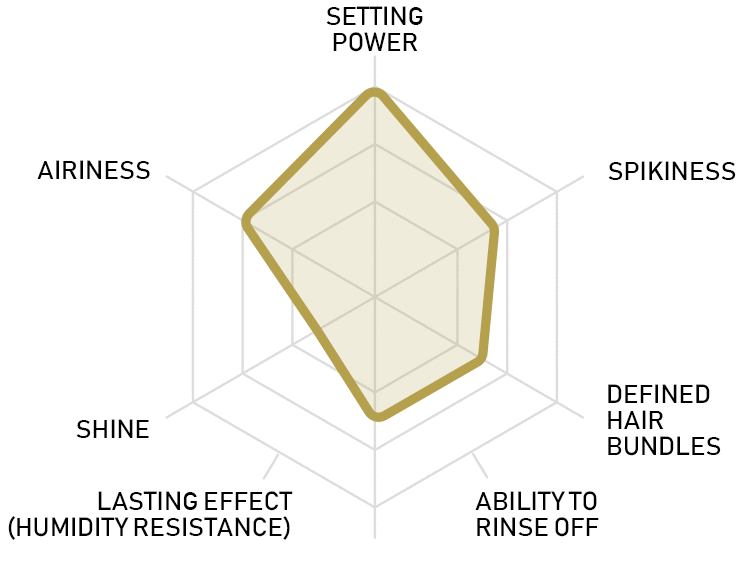 SETTING
POWER
AIRINESS
SPIKINESS
SHINE
DEFINED
HAIR
BUNDLES
LASTING EFFECT
(HUMIDITY RESISTANCE)
ABILITY TO
RINSE OFF